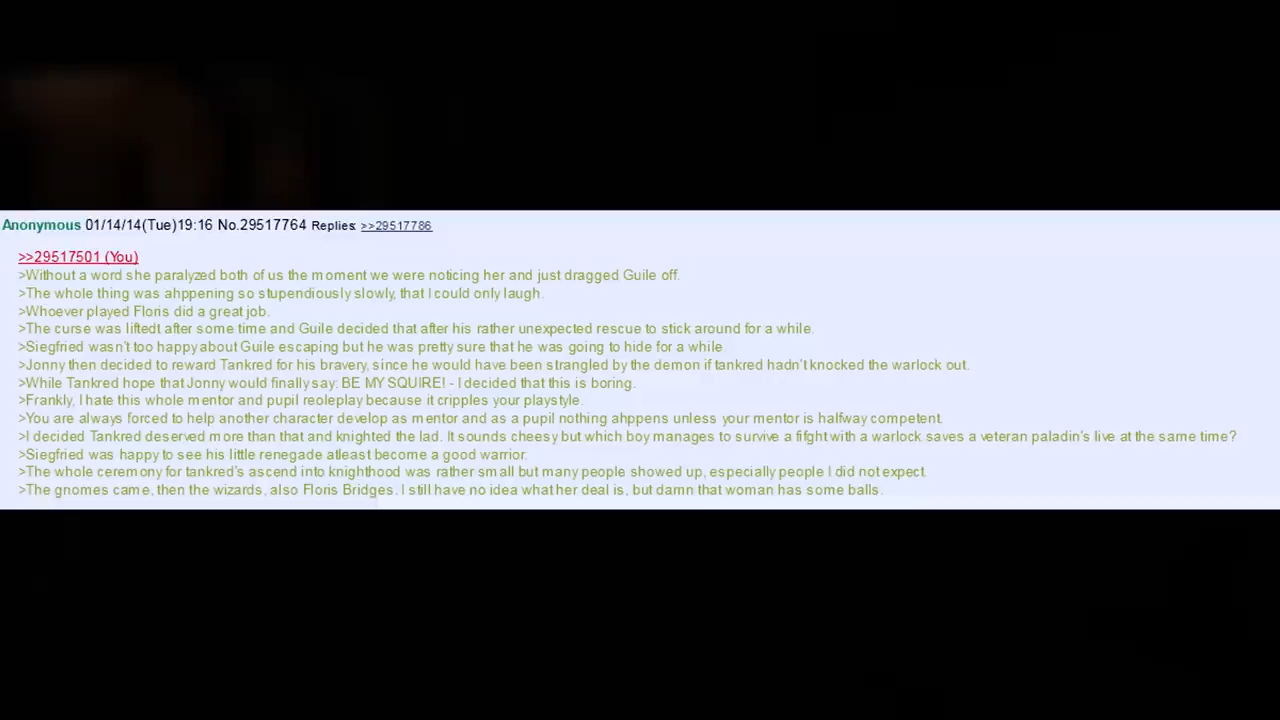 Anonymous 01/14/14(Tue)19:16 No.29517764 Replies: >>29517786
>>29517501 (You)
>Without a word she paralyzed both of us the moment we were noticing her and just dragged Guile off.
>The whole thing was ahppening so stupendiously slowly, that I could only laugh.
>Whoever played Floris did a great job.
>The curse was liftedt after some time and Guile decided that after his rather unexpected rescue to stick around for a while.
>Siegfried wasn't too happy about Guile escaping but he was pretty sure that he was going to hide for a while.
>Jonny then decided to reward Tankred for his bravery, since he would have been strangled by the demon if tankred hadn't knocked the warlock out.
>While Tankred hope that Jonny would finally say: BE MY SQUIRE! - I decided that this is boring.
>Frankly, I hate this whole mentor and pupil reoleplay because it cripples your playstyle.
>You are always forced to help another character develop as mentor and as a pupil nothing ahppens unless your mentor is halfway competent.
>I decided Tankred deserved more than that and knighted the lad. It sounds cheesy but which boy manages to survive a fifght with a warlock saves a veteran paladin's live at the same time?
>Siegfried was happy to see his little renegade atleast become a good warrior.
>The whole ceremony for tankred's ascend into knighthood was rather small but many people showed up, especially people I did not expect.
>The gnomes came, then the wizards, also Floris Bridges. I still have no idea what her deal is, but damn that woman has some balls.